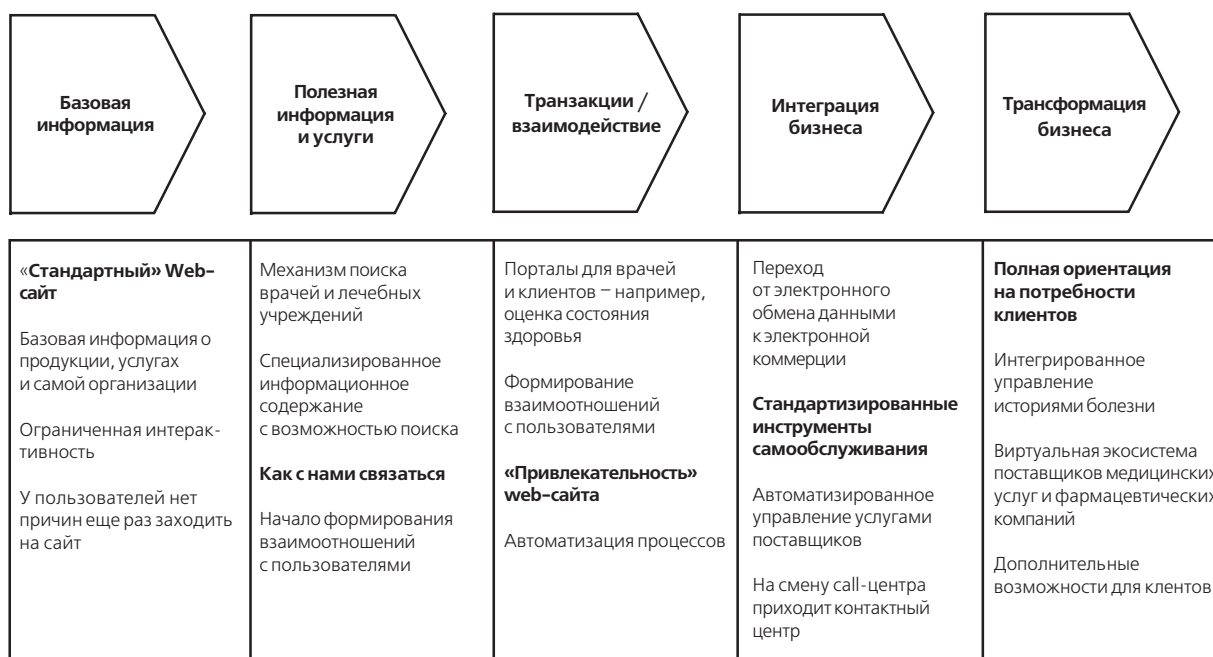 Базовая
информация
Полезная
информация
и услуги
Транзакции /
взаимодействие
Интеграция
бизнеса
Трансформация
бизнеса
«Стандартный» Web-
сайт
Базовая информация о
продукции, услугах
и самой организации
Ограниченная интерак-
тивность
У пользователей нет
причин еще раз заходить
на сайт
Механизм поиска
врачей и лечебных
учреждений
Специализированное
информационное
содержание
с возможностью поиска
Как с нами связаться
Начало формирования
взаимоотношений
с пользователями
Порталы для врачей
и клиентов – например,
оценка состояния
здоровья
Формирование
взаимоотношений
с пользователями
«Привлекательность»
web-сайта
Автоматизация процессов
Переход
от электронного
обмена данными
к электронной
коммерции
Стандартизированные
инструменты
самообслуживания
Автоматизированное
управление услугами
поставщиков
На смену call-центра
приходит контактный
центр
Полная ориентация
на потребности
клиентов
Интегрированное
управление
историями болезни
Виртуальная экосистема
поставщиков медицинских
услуг и фармацевтических
компаний
Дополнительные
возможности для клентов